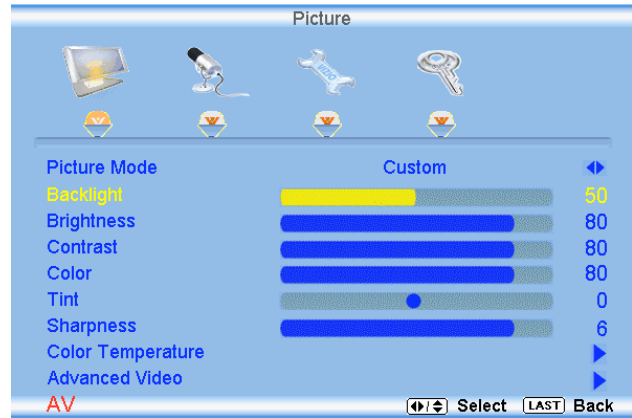 Picture
VIZIO
Picture Mode Custom
Backlight 50
Brightness 80
Contrast 80
Color 80
Tint 0
Sharpness 6
Color Temperature
Advanced Video
AV Select LAST Back